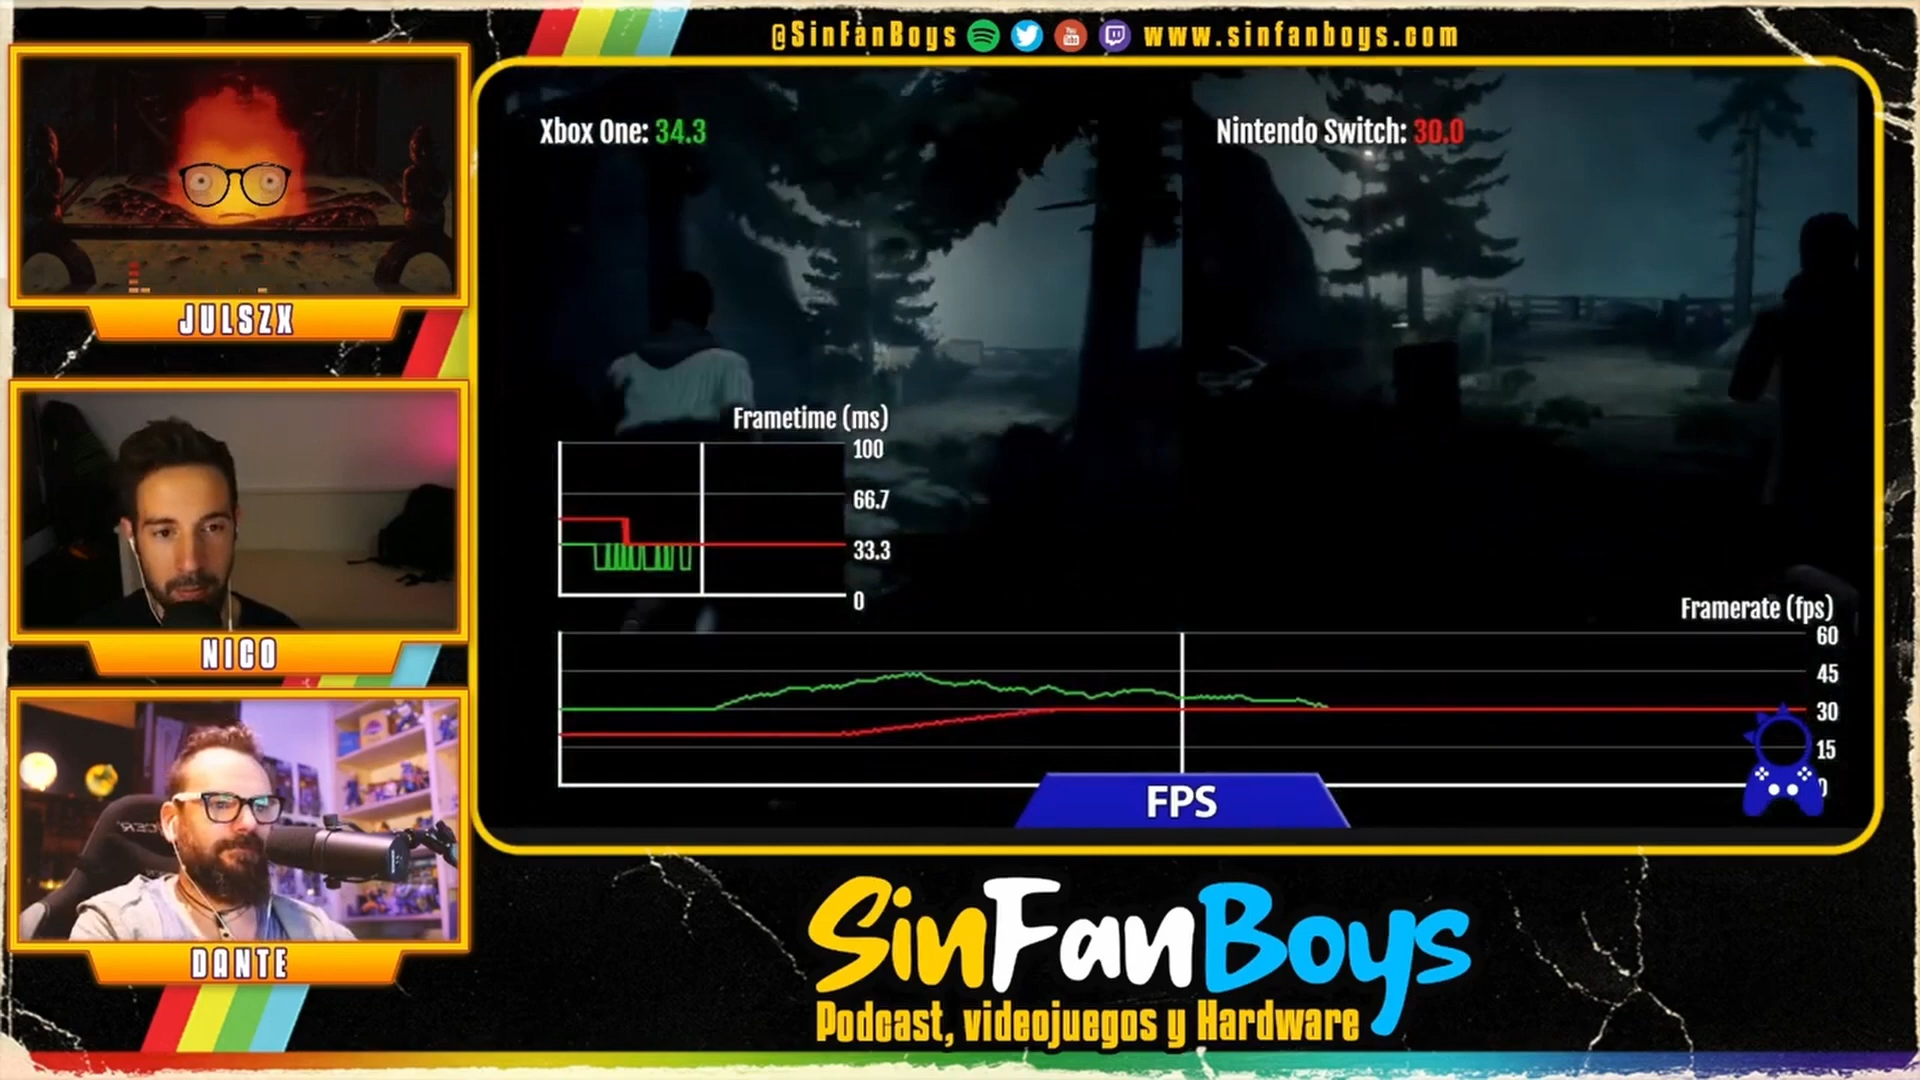 @SinFanBoys www.sinfanboys.com
Xbox One: 34.3
Nintendo Switch: 30.0
JULSZX
Frametime (ms)
100
66.7
33.3
0
NICO
Framerate (fps)
60
45
30
15
0
FPS
DANTE
SinFanBoys
Podcast, videojuegos y Hardware